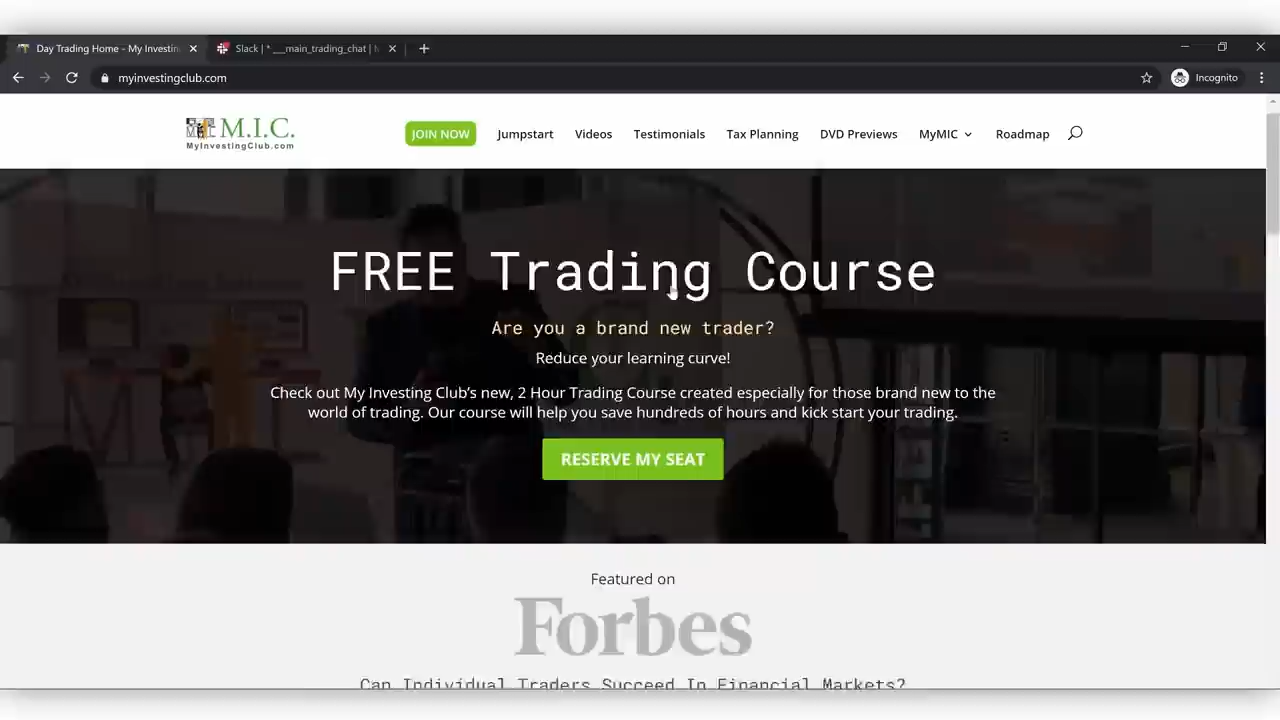 Day Trading Home - My Investin
Slack | *___main_trading_chat |
myinvestingclub.com
Incognito
M.I.C.
MyInvestingClub.com
JOIN NOW
Jumpstart
Videos
Testimonials
Tax Planning
DVD Previews
MyMIC
Roadmap
FREE Trading Course
Are you a brand new trader?
Reduce your learning curve!
Check out My Investing Club's new, 2 Hour Trading Course created especially for those brand new to the
world of trading. Our course will help you save hundreds of hours and kick start your trading.
RESERVE MY SEAT
Featured on
Forbes
Can Individual Traders Succeed In Financial Markets?